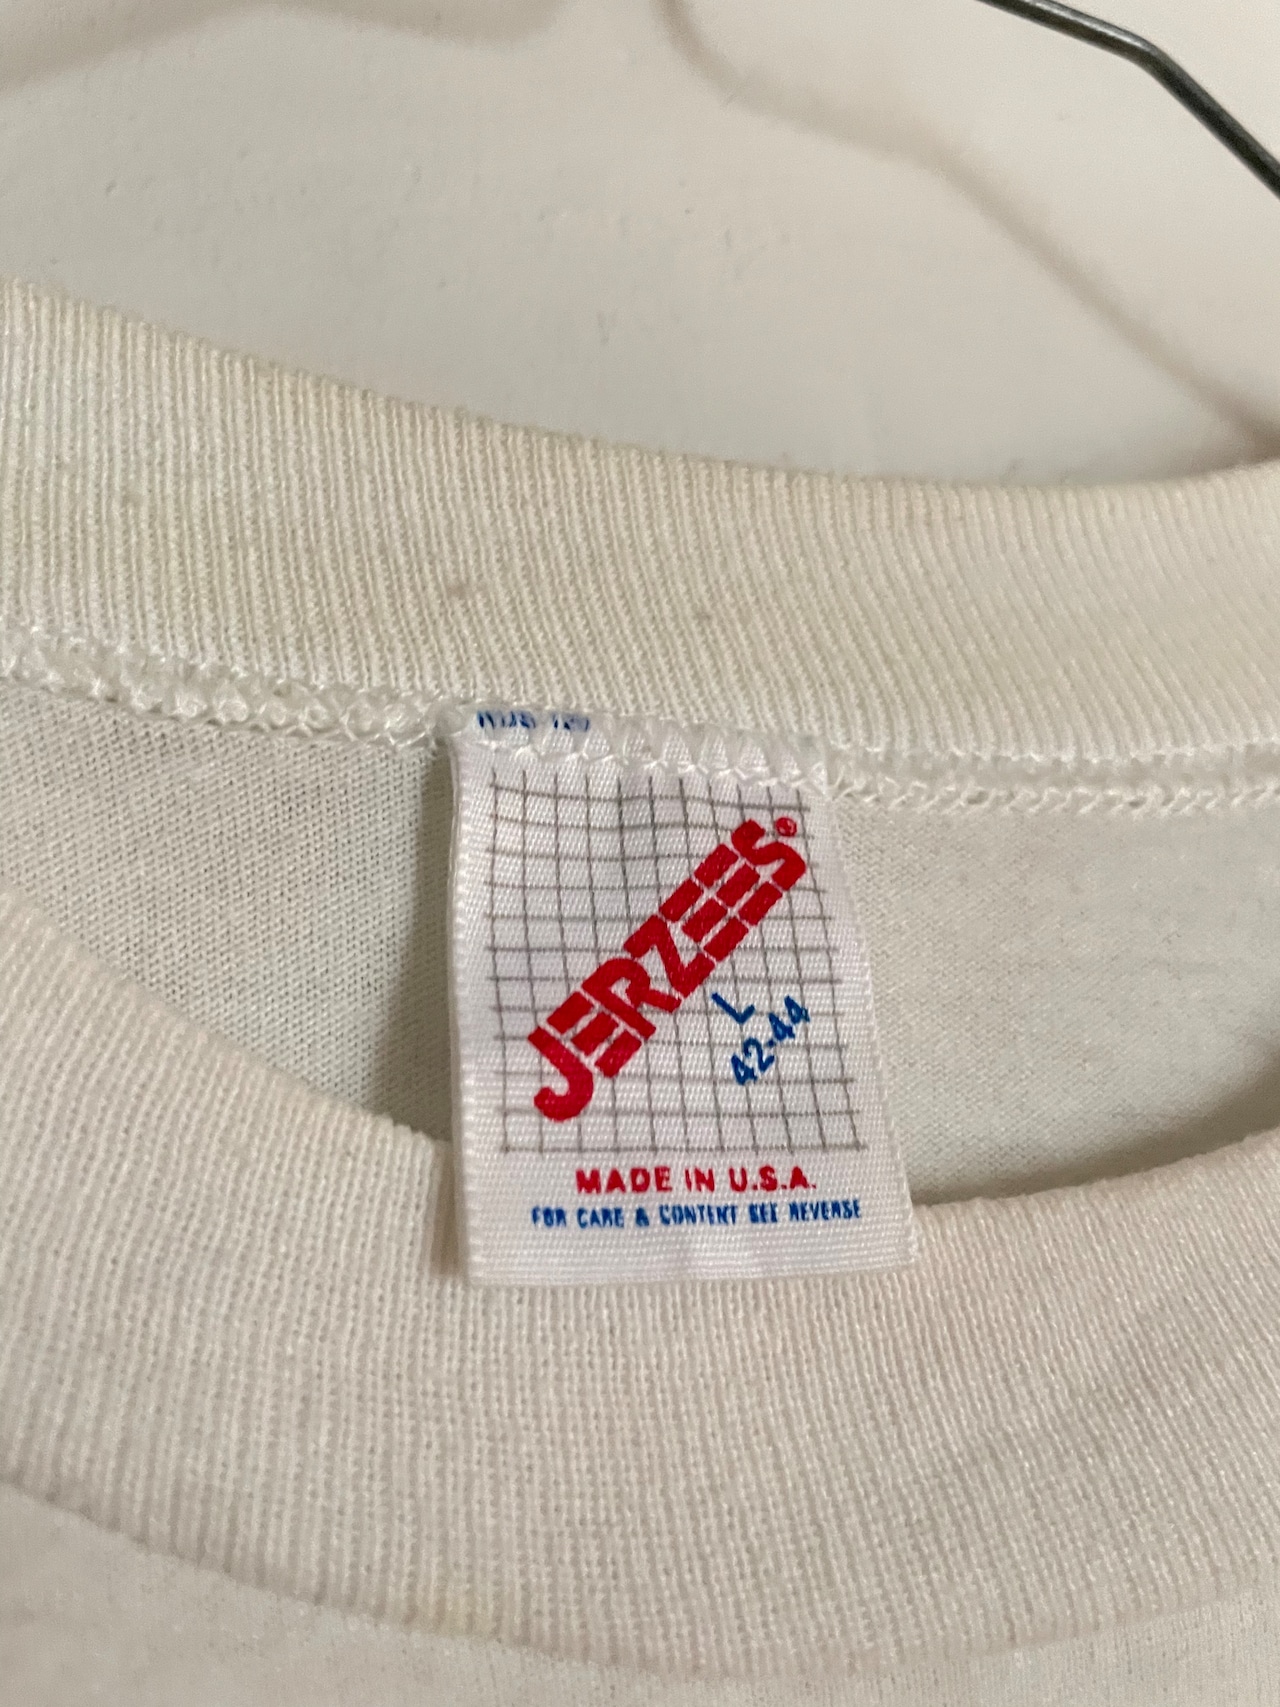 JERZEES®
L
42-44
MADE IN U.S.A.
FOR CARE & CONTENT SEE REVERSE